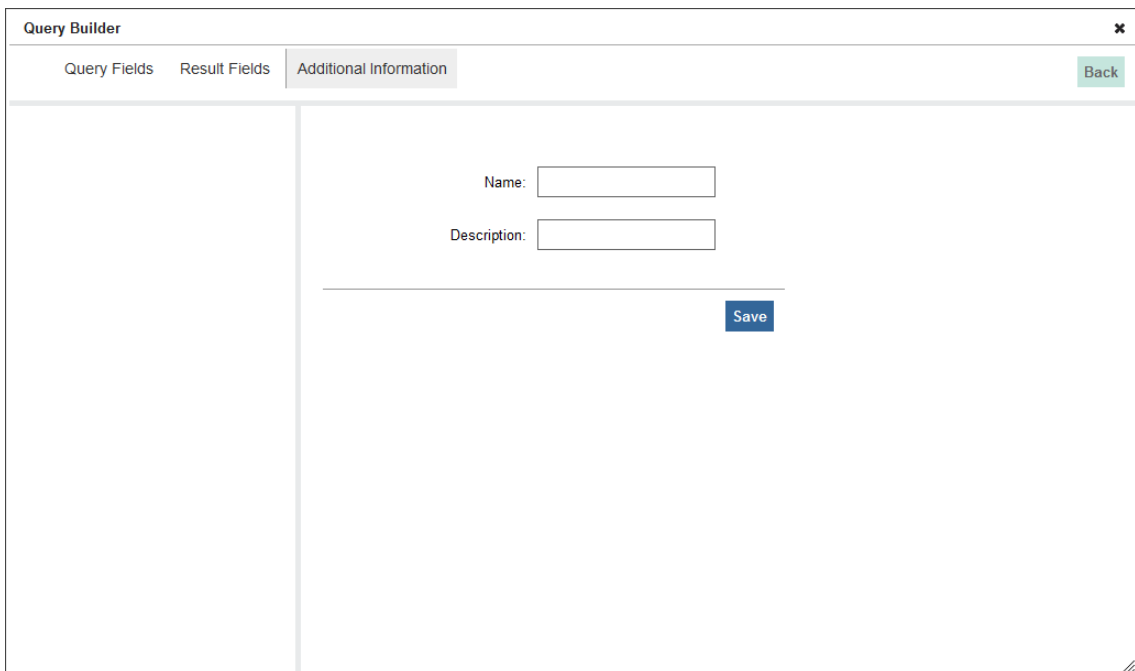 Query Builder
Query Fields Result Fields Additional Information Back
Name:
Description:
Save